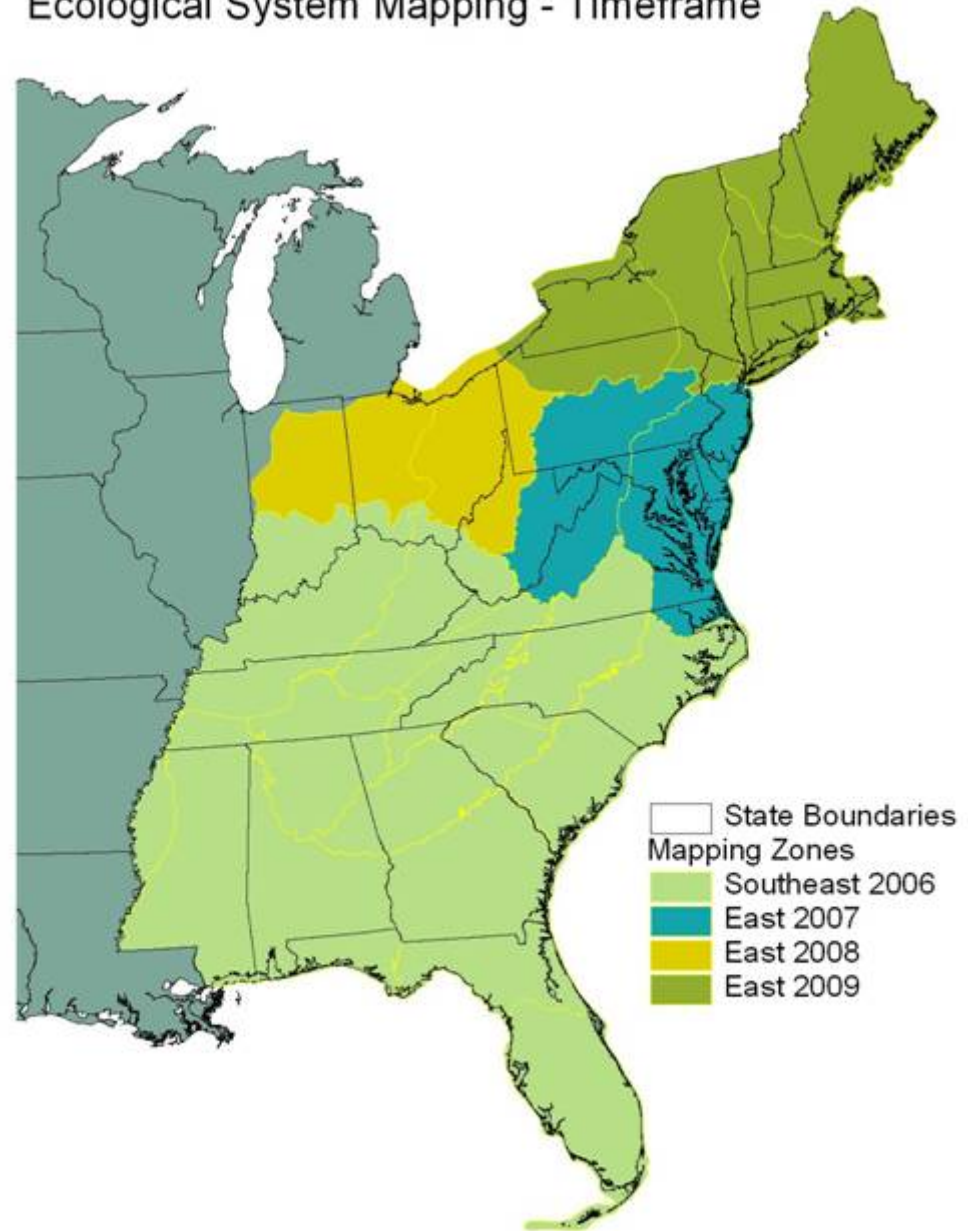 Ecological System Mapping - Timeframe
State Boundaries
Mapping Zones
Southeast 2006
East 2007
East 2008
East 2009